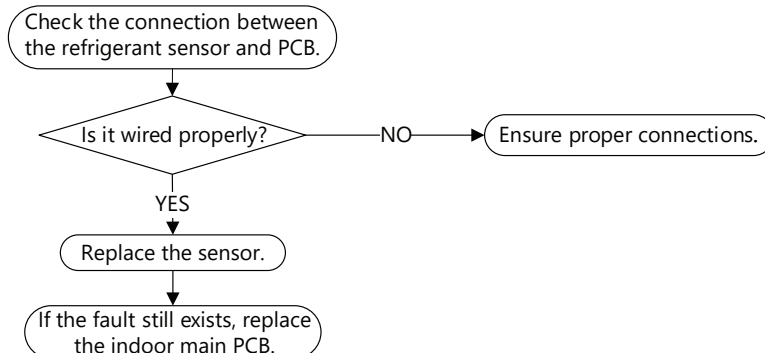 Check the connection between
the refrigerant sensor and PCB.
Is it wired properly?
NO
Ensure proper connections.
YES
Replace the sensor.
If the fault still exists, replace
the indoor main PCB.